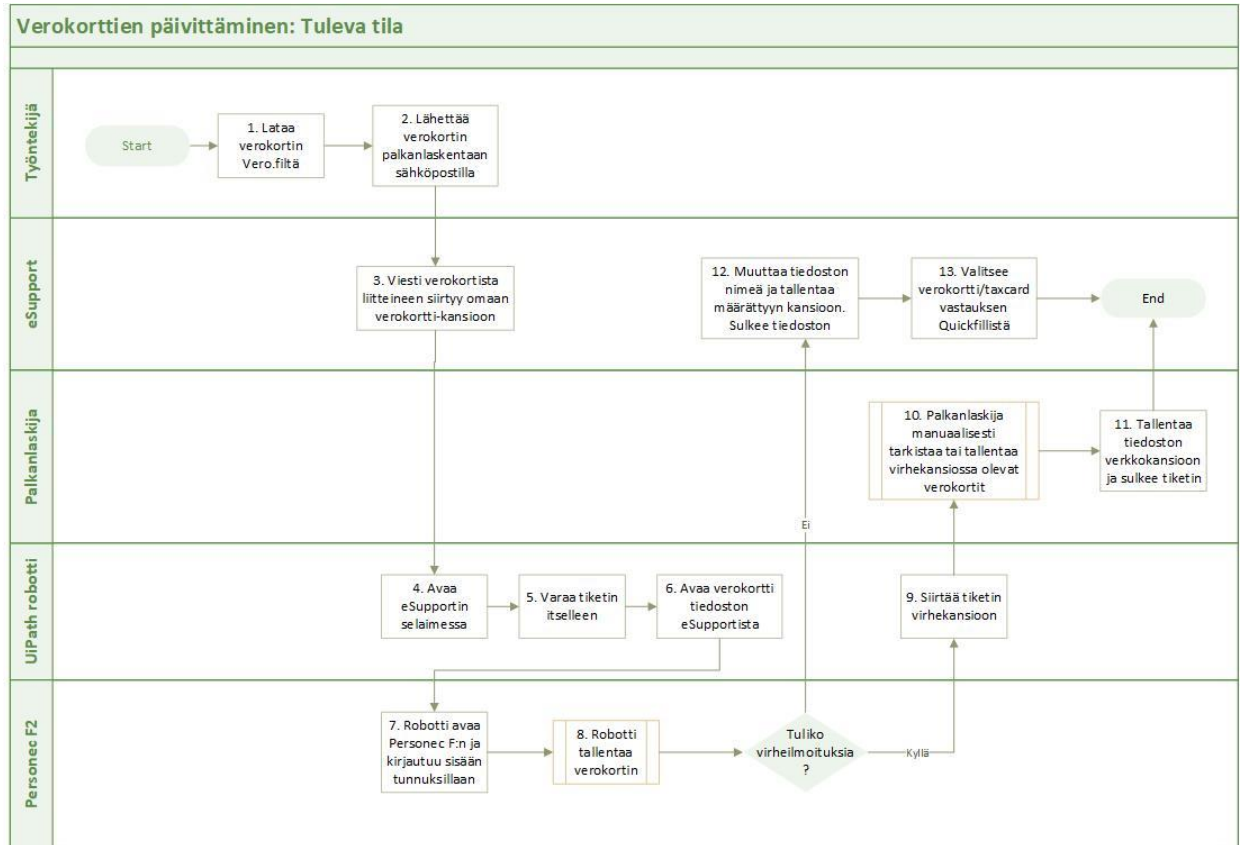 Verokorttien päivittäminen: Tuleva tila
Työntekijä
Start
1. Lataa
verokortin
Vero.filtä
2. Lähettää
verokortin
palkanlaskentaan
sähköpostilla
eSupport
3. Viesti verokortista
liitteineen siirtyy omaan
verokortti-kansioon
12. Muuttaa tiedoston
nimeä ja tallentaa
määrättyyn kansioon.
Sulkee tiedoston
13. Valitsee
verokortti/taxcard
vastauksen
Quickfillistä
End
Palkanlaskija
10. Palkanlaskija
manuaalisesti
tarkistaa tai tallentaa
virhekansiossa olevat
verokortit
11. Tallentaa
tiedoston
verkkokansioon
ja sulkee tiketin
Ei
UiPath robotti
4. Avaa
eSupportin
selaimessa
5. Varaa tiketin
itselleen
6. Avaa verokortti
tiedoston
eSupportista
9. Siirtää tiketin
virhekansioon
Personec F2
7. Robotti avaa
Personec F:n ja
kirjautuu sisään
tunnuksillaan
8. Robotti
tallentaa
verokortin
Tuliko
virheilmoituksia
?
Kyllä